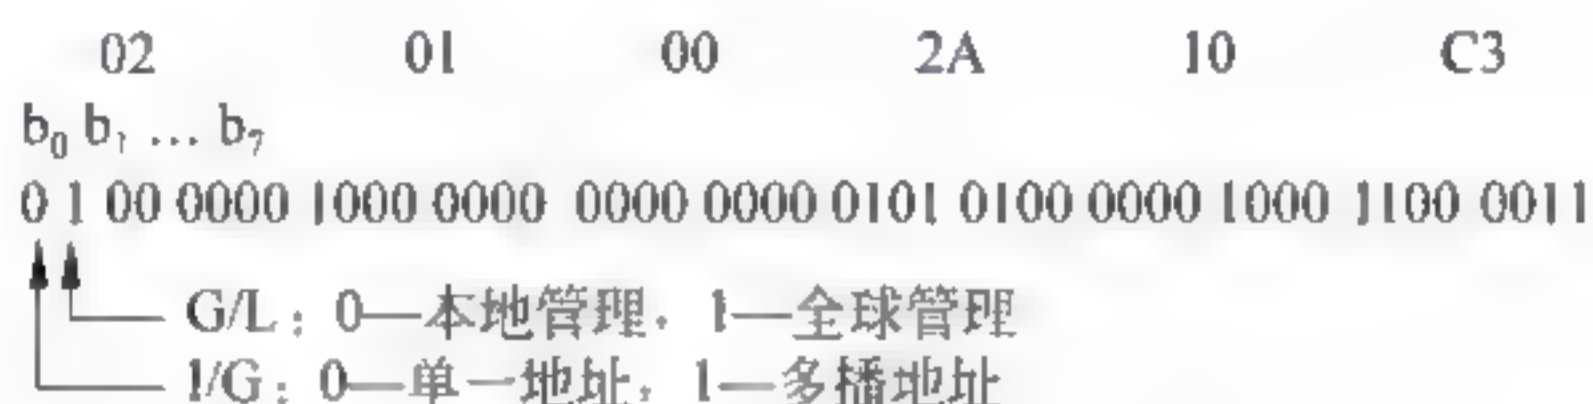 02 01 00 2A 10 C3
b₀ b₁ … b₇
0 1 00 0000 1000 0000 0000 0000 0101 0100 0000 1000 1100 0011
G/L：0—本地管理，1—全球管理
I/G：0—单一地址，1—多播地址